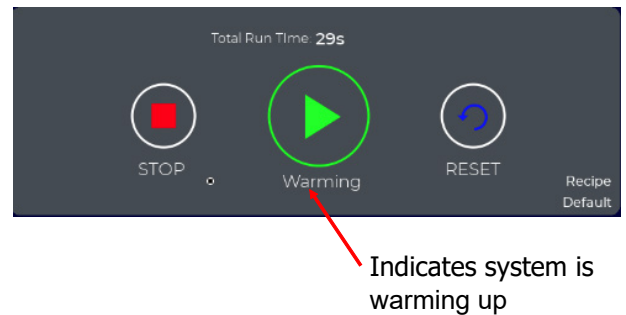 Total Run TIme: 29s
STOP
Warming
RESET
Recipe
Default
Indicates system is
warming up